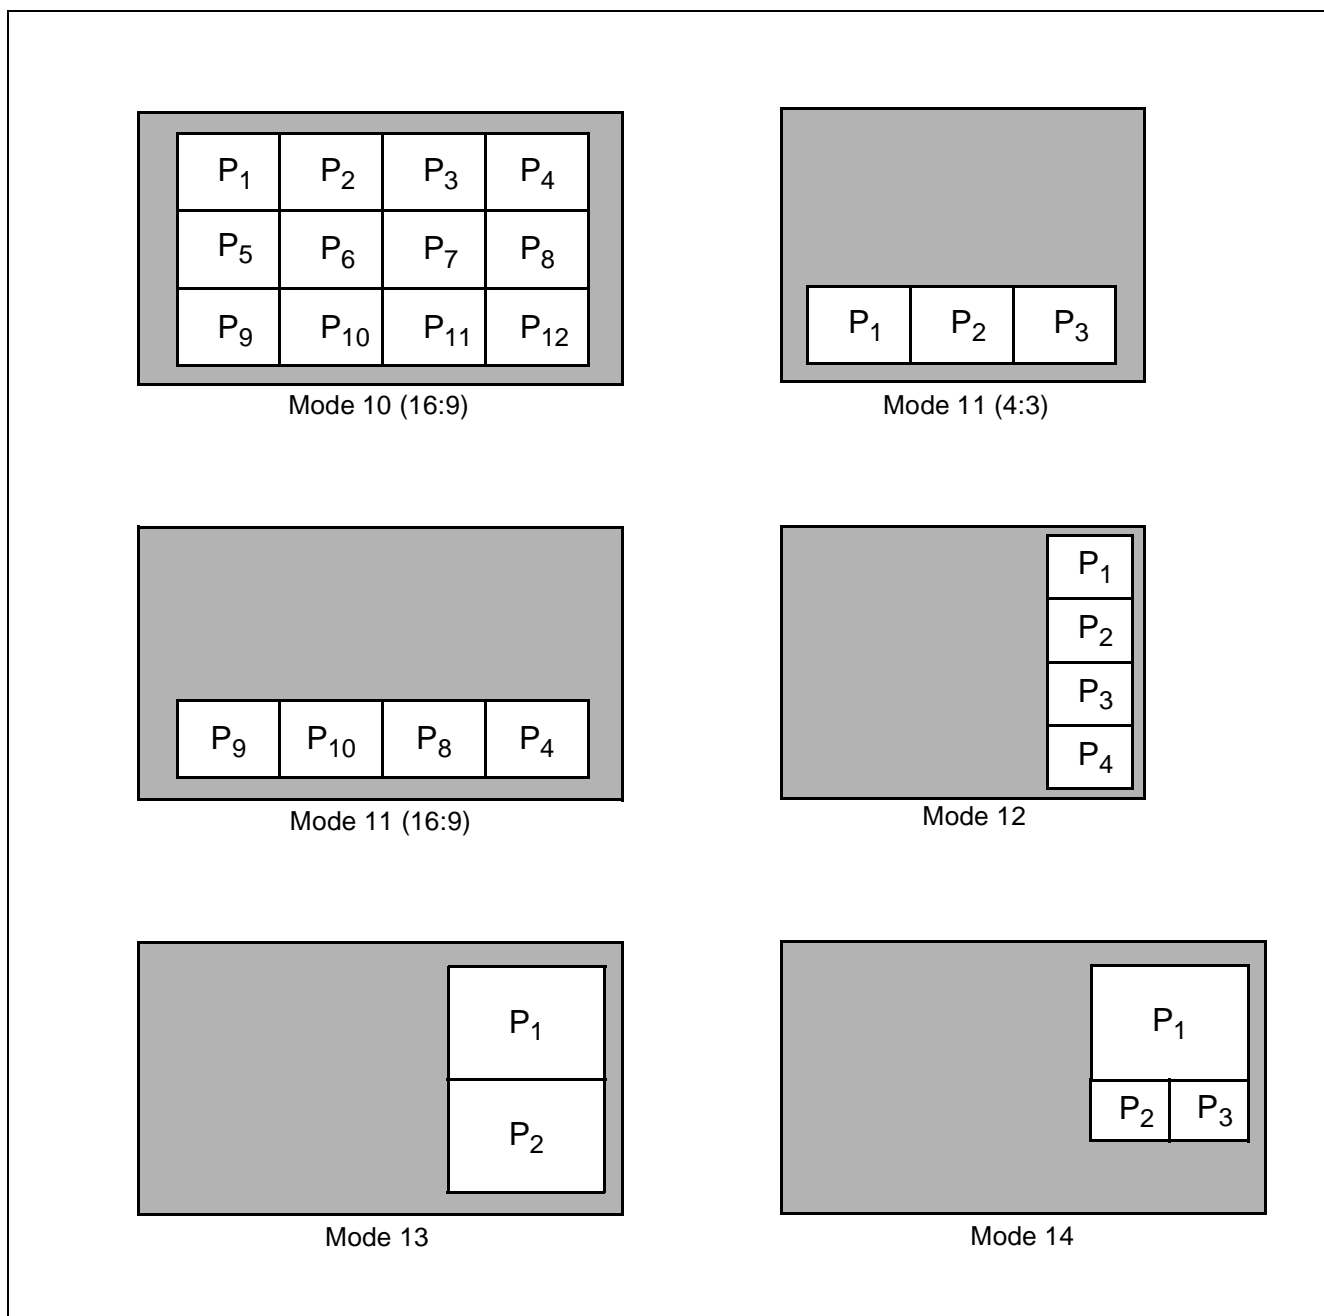 P1 P2 P3 P4
P5 P6 P7 P8
P9 P10 P11 P12
Mode 10 (16:9)
P1 P2 P3
Mode 11 (4:3)
P9 P10 P8 P4
Mode 11 (16:9)
P1
P2
P3
P4
Mode 12
P1
P2
Mode 13
P1
P2 P3
Mode 14